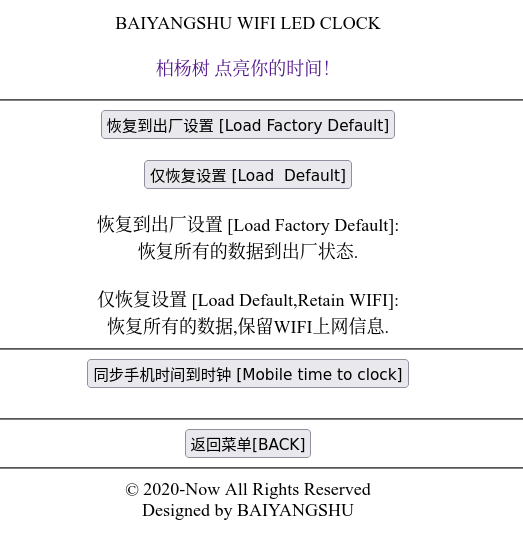 BAIYANGSHU WIFI LED CLOCK
柏杨树 点亮你的时间！
恢复到出厂设置 [Load Factory Default]
仅恢复设置 [Load  Default]
恢复到出厂设置 [Load Factory Default]:
恢复所有的数据到出厂状态.
仅恢复设置 [Load Default,Retain WIFI]:
恢复所有的数据,保留WIFI上网信息.
同步手机时间到时钟 [Mobile time to clock]
返回菜单[BACK]
© 2020-Now All Rights Reserved
Designed by BAIYANGSHU